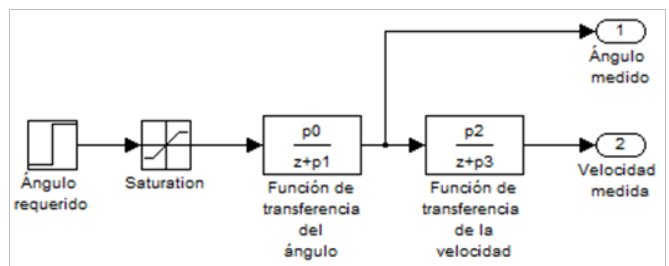 1
Ángulo
medido
Ángulo
requerido
Saturation
p0
z+p1
Función de
transferencia
del
ángulo
p2
z+p3
Función de
transferencia
de la
velocidad
2
Velocidad
medida